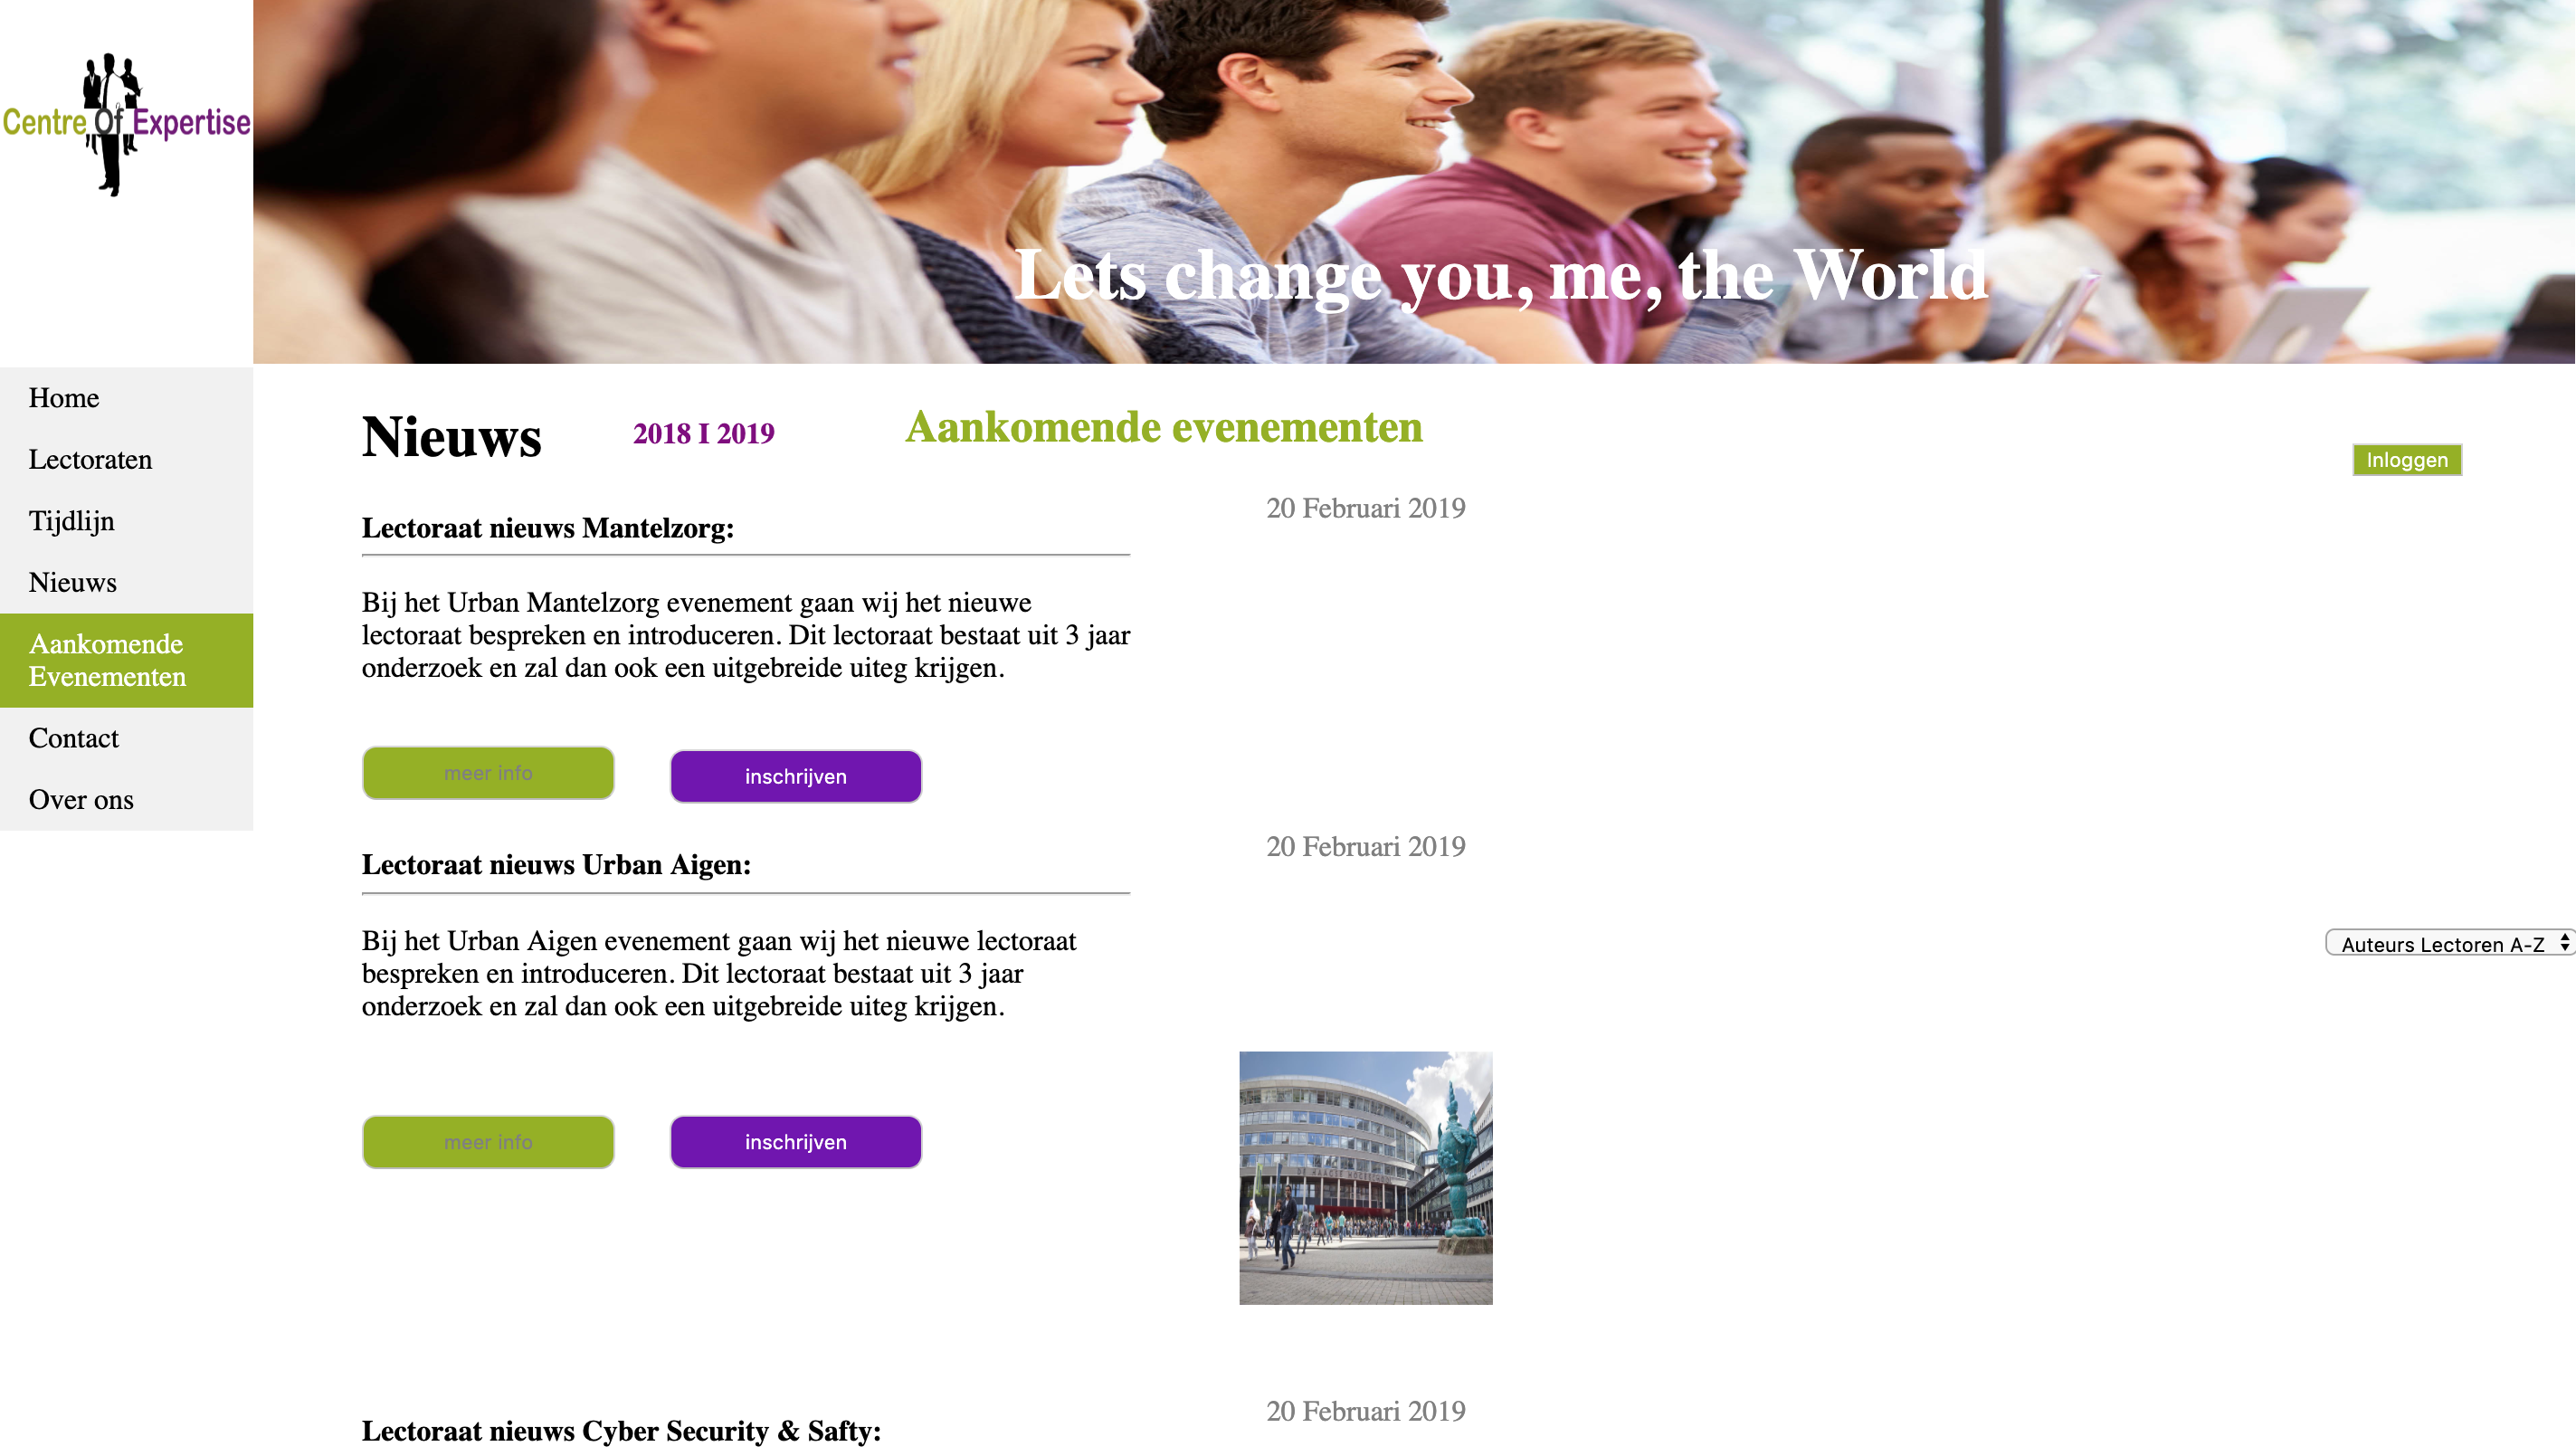 Centre Of Expertise
Lets change you, me, the World
Home
Lectoraten
Tijdlijn
Nieuws
Aankomende
Evenementen
Contact
Over ons
Nieuws
2018 I 2019
Aankomende evenementen
Inloggen
20 Februari 2019
Lectoraat nieuws Mantelzorg:
Bij het Urban Mantelzorg evenement gaan wij het nieuwe
lectoraat bespreken en introduceren. Dit lectoraat bestaat uit 3 jaar
onderzoek en zal dan ook een uitgebreide uiteg krijgen.
meer info
inschrijven
20 Februari 2019
Lectoraat nieuws Urban Aigen:
Bij het Urban Aigen evenement gaan wij het nieuwe lectoraat
bespreken en introduceren. Dit lectoraat bestaat uit 3 jaar
onderzoek en zal dan ook een uitgebreide uiteg krijgen.
Auteurs Lectoren A-Z
meer info
inschrijven
DE HAAGSE HOGESCHOOL
20 Februari 2019
Lectoraat nieuws Cyber Security & Safty: